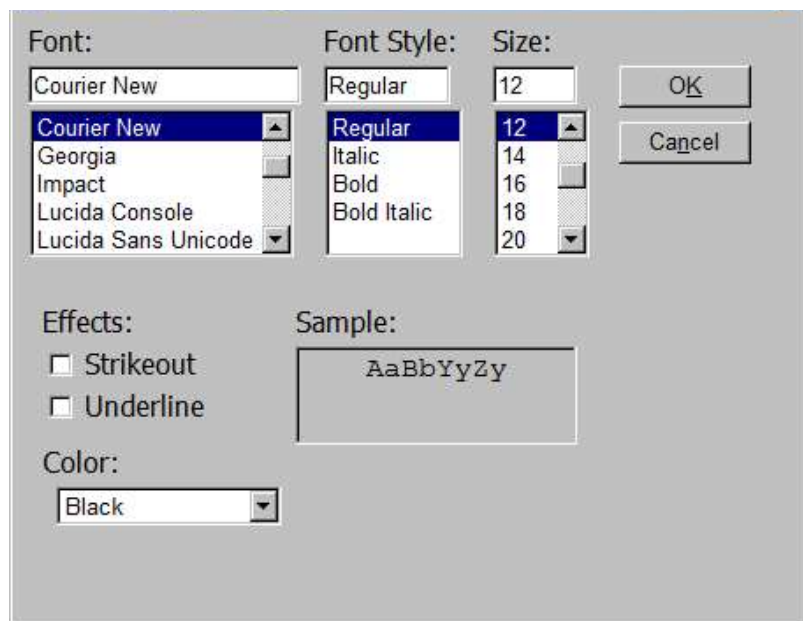 Font: Font Style: Size:
Courier New Regular 12 OK
Courier New Regular 12 Cancel
Georgia Italic 14
Impact Bold 16
Lucida Console Bold Italic 18
Lucida Sans Unicode 20
Effects: Sample:
Strikeout AaBbYyZy
Underline
Color:
Black